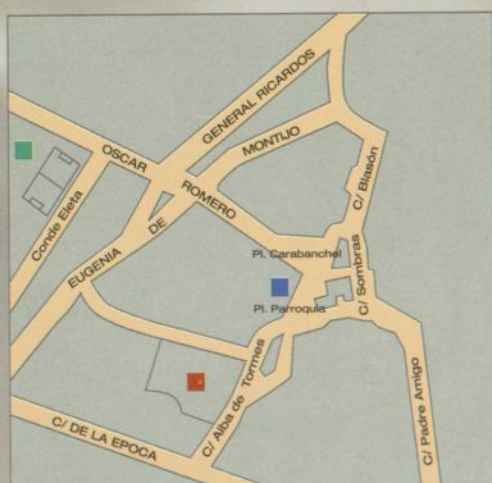 GENERAL RICARDOS
MONTIJO
OSCAR
ROMERO
C/ Blasón
Conde Eleta
DE
EUGENIA
Pl. Carabanchel
C/ Sombras
Pl. Parroquia
C/ Alba de Tormes
C/ Padre Amigo
C/ DE LA EPOCA